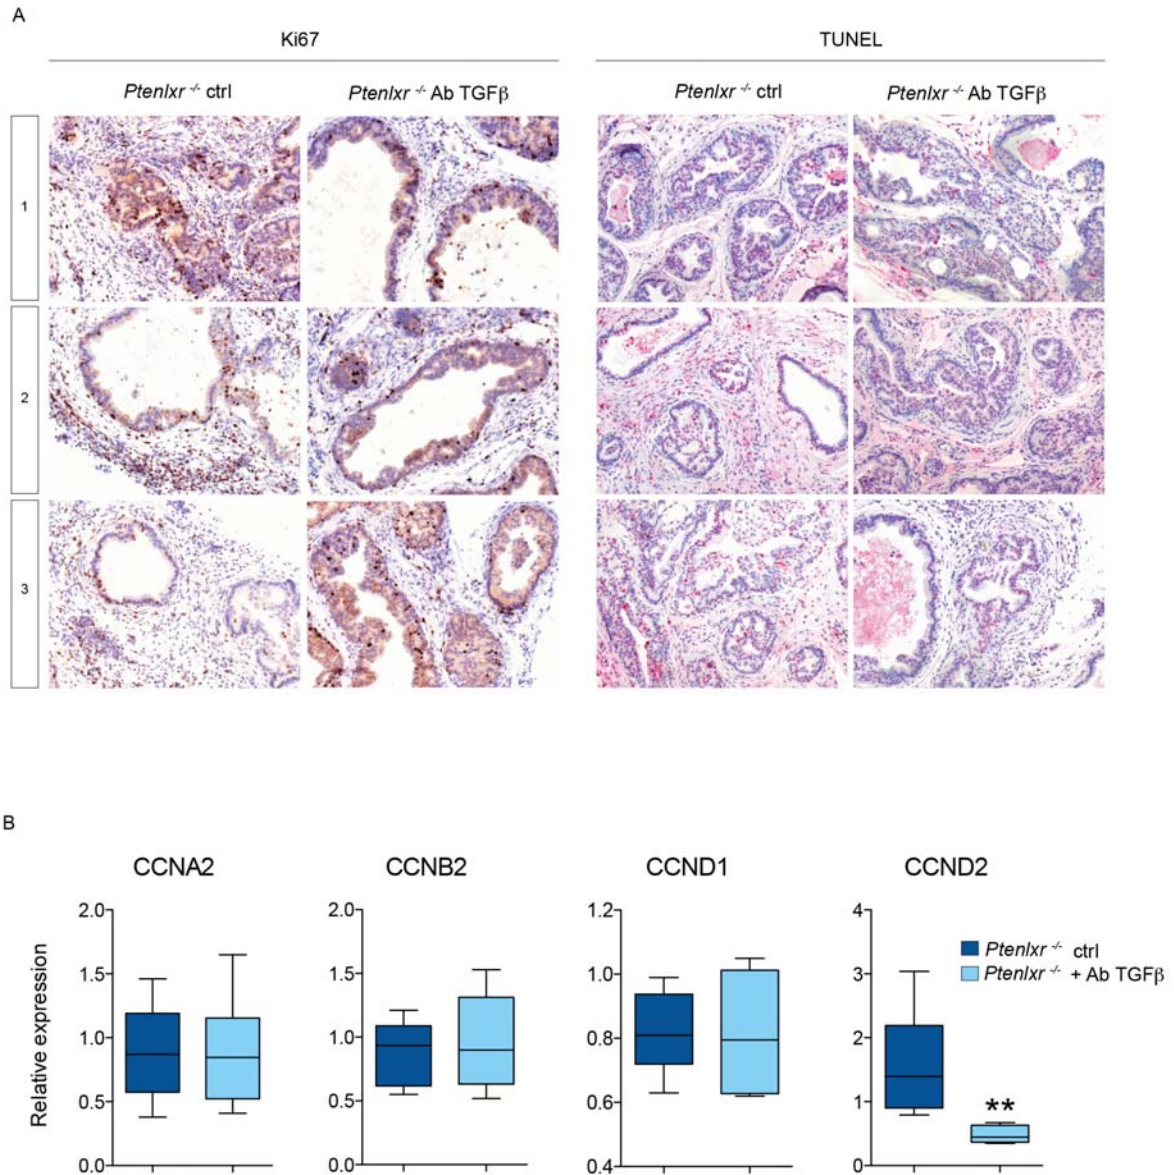 A
Ki67
TUNEL
Ptenlxr -/- ctrl
Ptenlxr -/- Ab TGFβ
Ptenlxr -/- ctrl
Ptenlxr -/- Ab TGFβ
1
2
3
B
CCNA2
CCNB2
CCND1
CCND2
Relative expression
2.0
1.5
1.0
0.5
0.0
2.0
1.5
1.0
0.5
0.0
1.2
1.0
0.8
0.6
0.4
4
3
2
1
0
**
Ptenlxr -/- ctrl
Ptenlxr -/- + Ab TGFβ